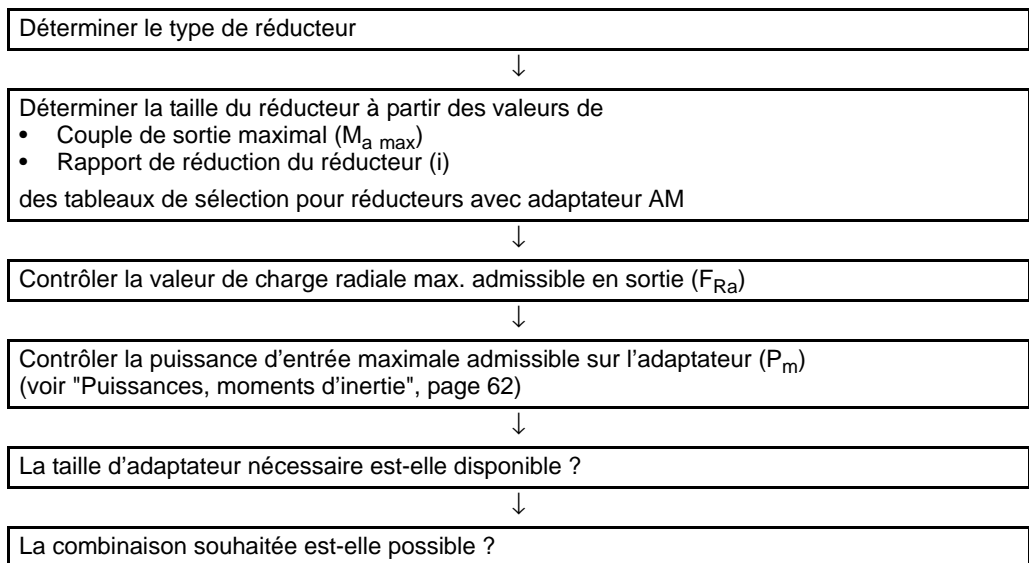 Déterminer le type de réducteur
↓
Déterminer la taille du réducteur à partir des valeurs de
• Couple de sortie maximal (Ma max)
• Rapport de réduction du réducteur (i)
des tableaux de sélection pour réducteurs avec adaptateur AM
↓
Contrôler la valeur de charge radiale max. admissible en sortie (FRa)
↓
Contrôler la puissance d'entrée maximale admissible sur l'adaptateur (Pm)
(voir "Puissances, moments d'inertie", page 62)
↓
La taille d'adaptateur nécessaire est-elle disponible ?
↓
La combinaison souhaitée est-elle possible ?